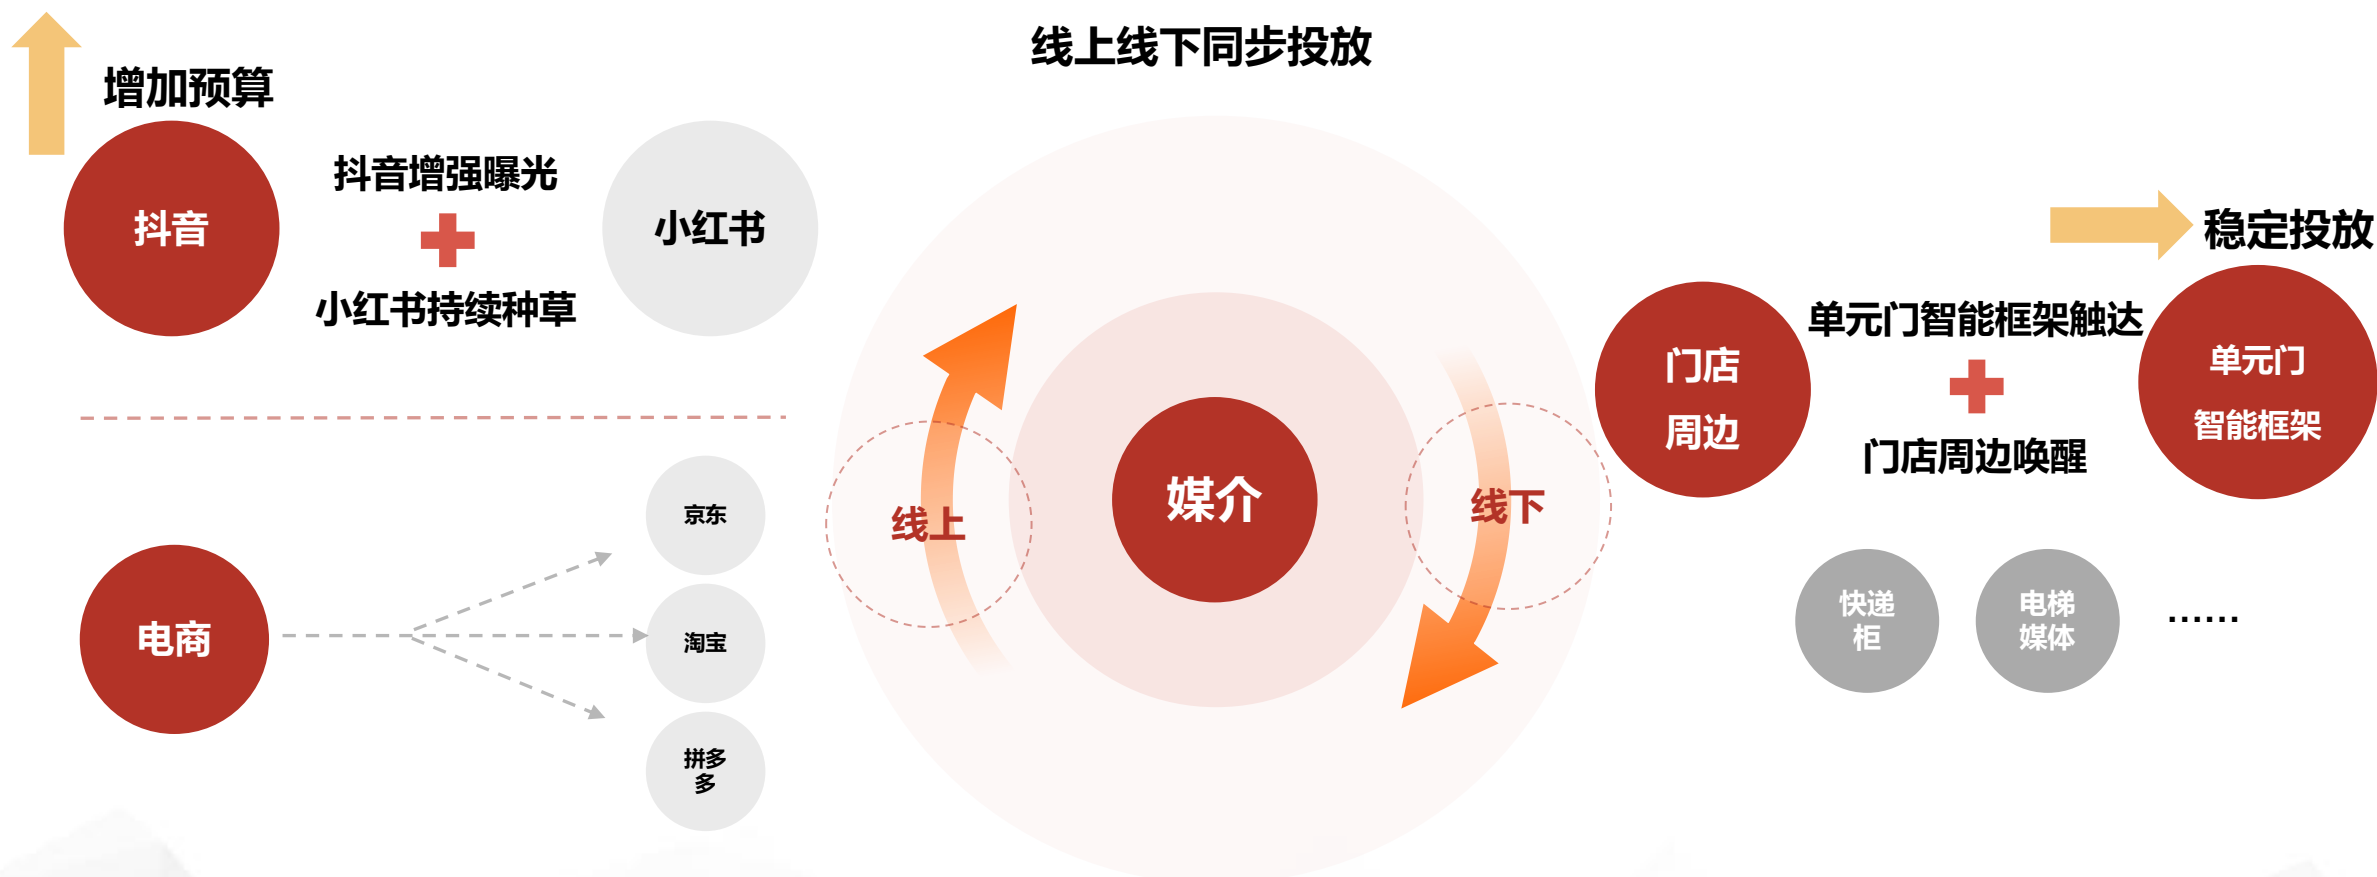 线上线下同步投放
增加预算
抖音
抖音增强曝光
小红书持续种草
小红书
电商
京东
淘宝
拼多
多
线上
媒介
线下
稳定投放
门店
周边
单元门智能框架触达
门店周边唤醒
单元门
智能框架
快递
柜
电梯
媒体
……